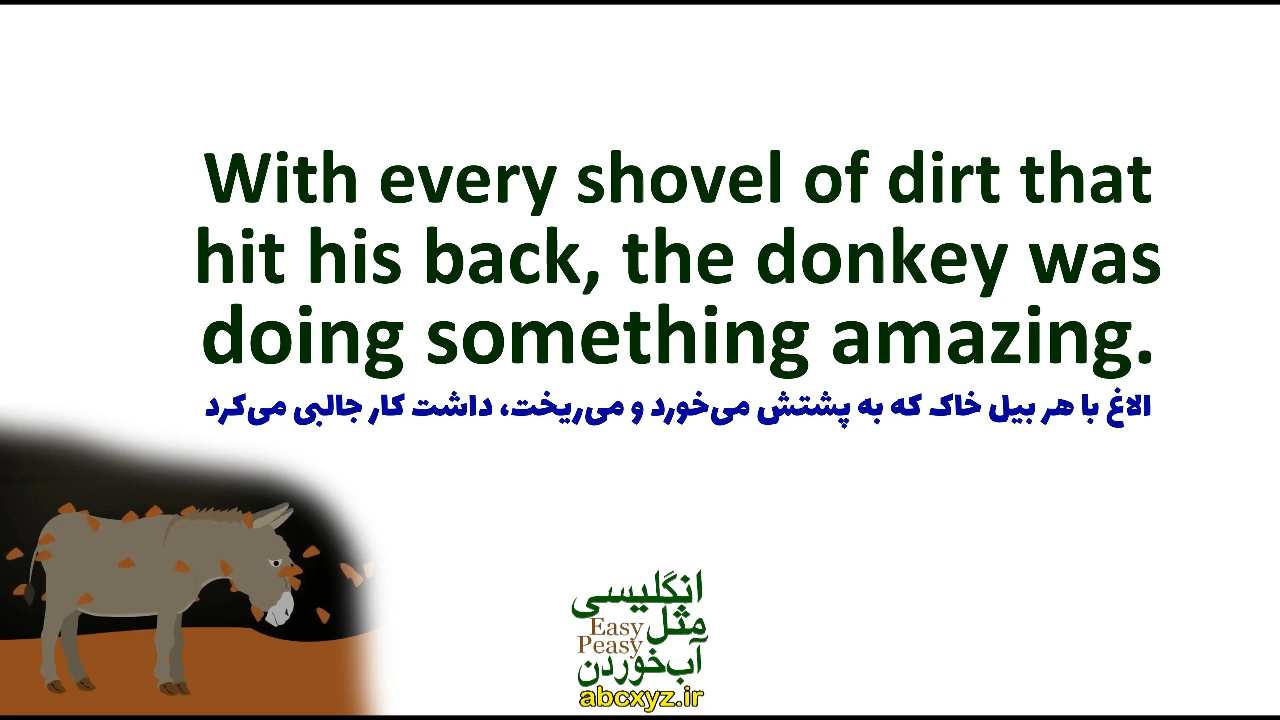 With every shovel of dirt that
hit his back, the donkey was
doing something amazing.
الاغ با هر بیل خاک که به پشتش می‌خورد و می‌ریخت، داشت کار جالبی می‌کرد
انگلیسی
مثل
Easy
Peasy
آب‌خوردن
abcxyz.ir